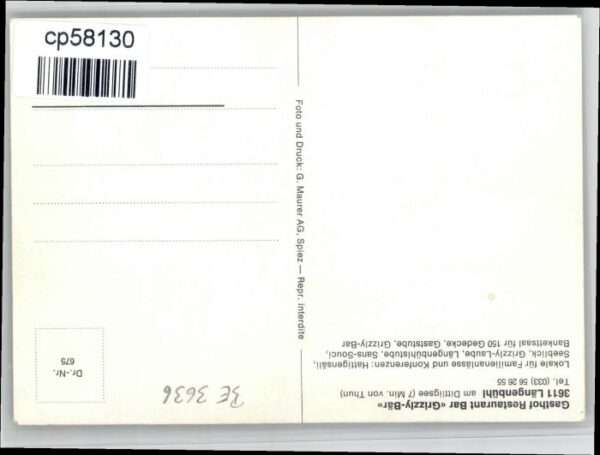 cp58130
Gasthof Restaurant Bar «Grizzly-Bär»
3611 Längenbühl am Dittligsee (7 Min. von Thun)
Tel. (033) 56 26 55
Lokale für Familienanlässe und Konferenzen: Hattigensäli,
Seeblick, Grizzly-Laube, Längenbühlstube, Sans-Souci,
Bankettsaal für 150 Gedecke, Gaststube, Grizzly-Bar
Foto und Druck: G. Maurer AG, Spiez — Repr. interdite
Dr.-Nr.
675
BE 3636